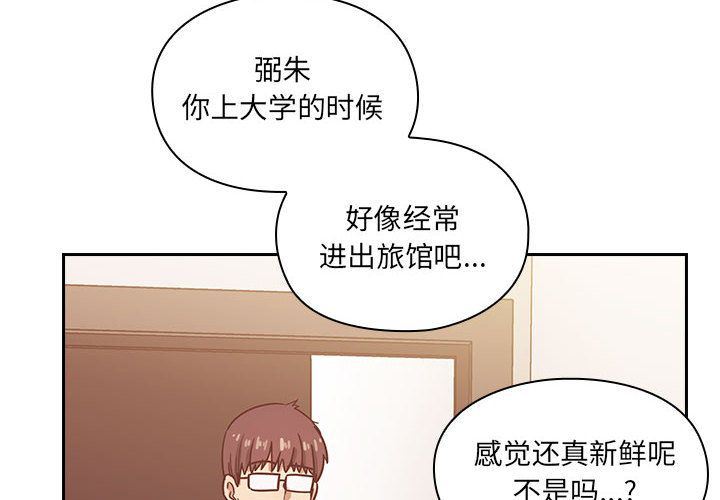 弼朱
你上大学的时候
好像经常
进出旅馆吧...
感觉还真新鲜呢
不是吗...?